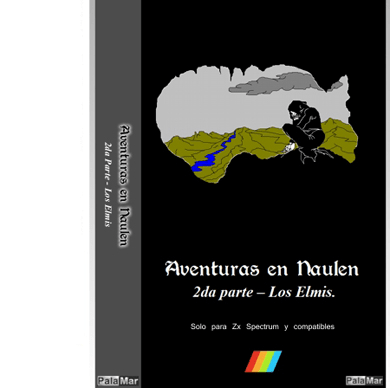 Aventuras en Naulen
2da Parte - Los Elmis
Aventuras en Naulen
2da parte – Los Elmis.
Solo para Zx Spectrum y compatibles
PalaMar
PalaMar